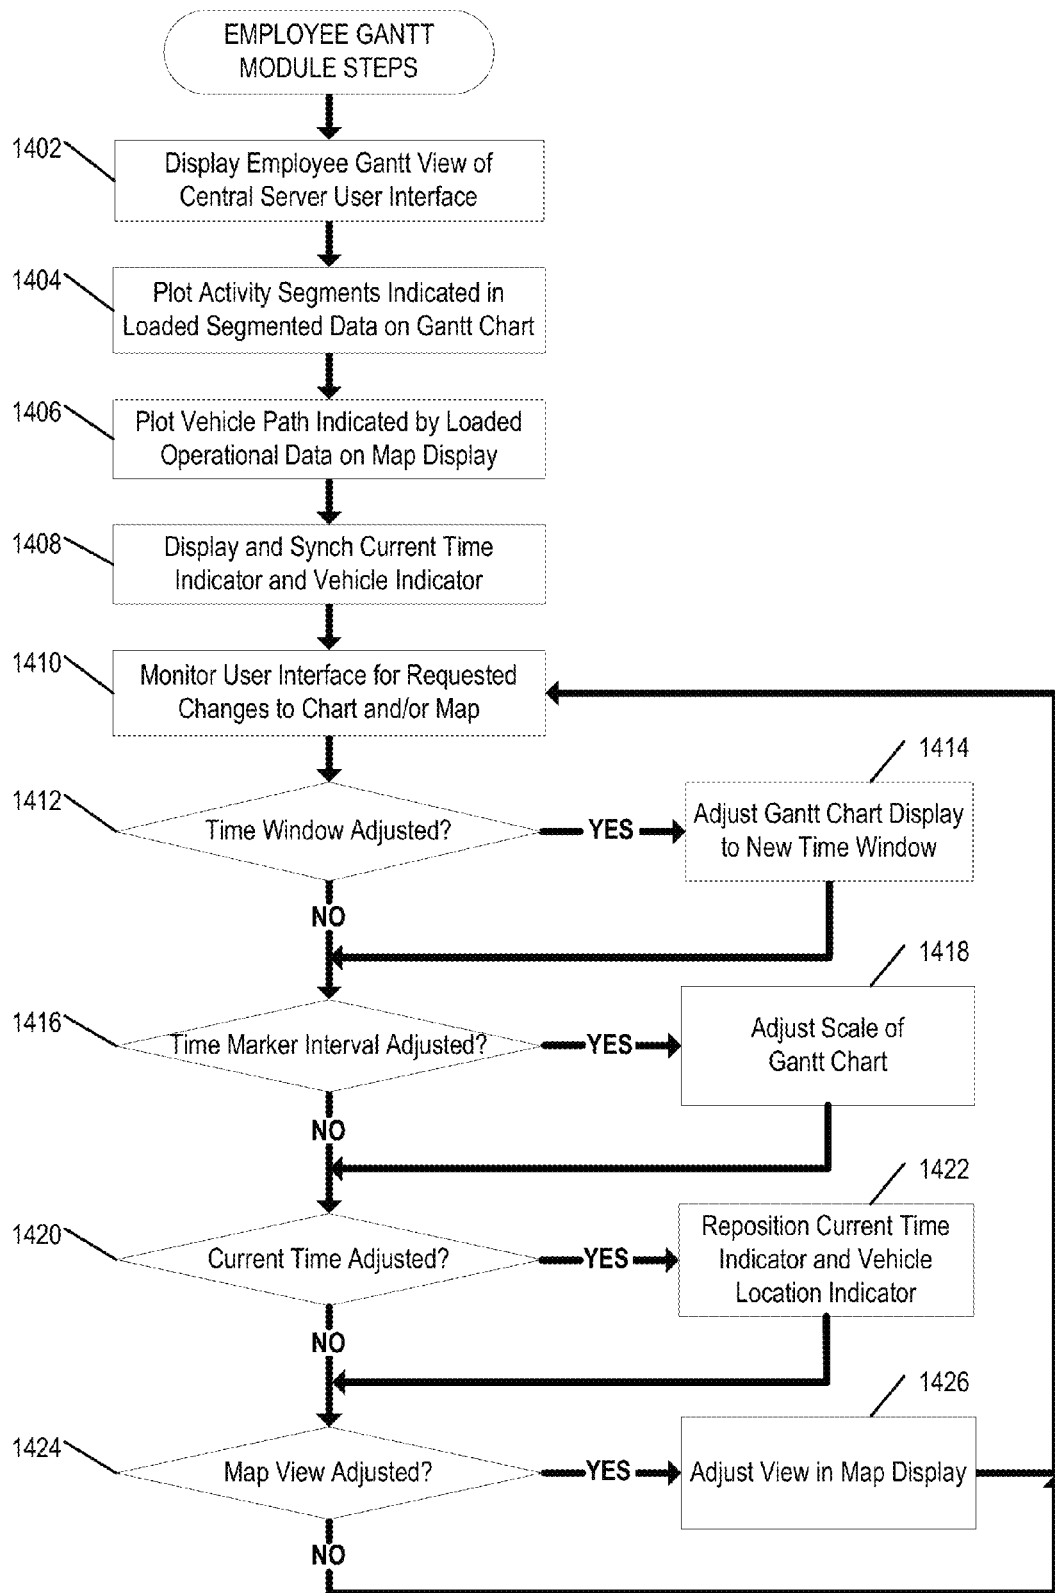 EMPLOYEE GANTT
MODULE STEPS
1402
Display Employee Gantt View of
Central Server User Interface
1404
Plot Activity Segments Indicated in
Loaded Segmented Data on Gantt Chart
1406
Plot Vehicle Path Indicated by Loaded
Operational Data on Map Display
1408
Display and Synch Current Time
Indicator and Vehicle Indicator
1410
Monitor User Interface for Requested
Changes to Chart and/or Map
1412
Time Window Adjusted?
YES
1414
Adjust Gantt Chart Display
to New Time Window
NO
1416
Time Marker Interval Adjusted?
YES
1418
Adjust Scale of
Gantt Chart
NO
1420
Current Time Adjusted?
YES
1422
Reposition Current Time
Indicator and Vehicle
Location Indicator
NO
1424
Map View Adjusted?
YES
1426
Adjust View in Map Display
NO